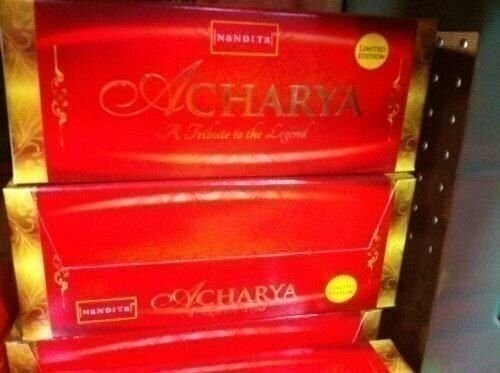 NANDITA
LIMITED
EDITION
ACHARYA
A Tribute to the Legend
NANDITA
ACHARYA
LIMITED
EDITION